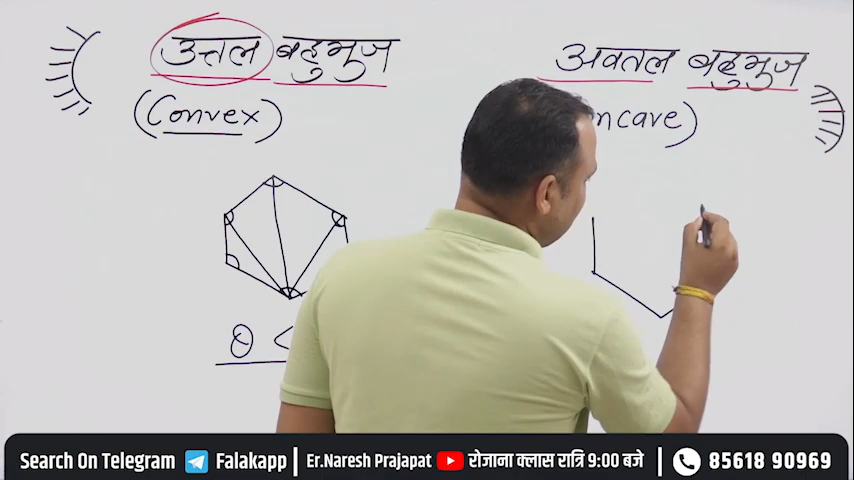 उत्तल बहुभुज
(Convex)
θ <
अवतल बहुभुज
ncave)
Search On Telegram Falakapp | Er.Naresh Prajapat रोजाना क्लास रात्रि 9:00 बजे | 85618 90969